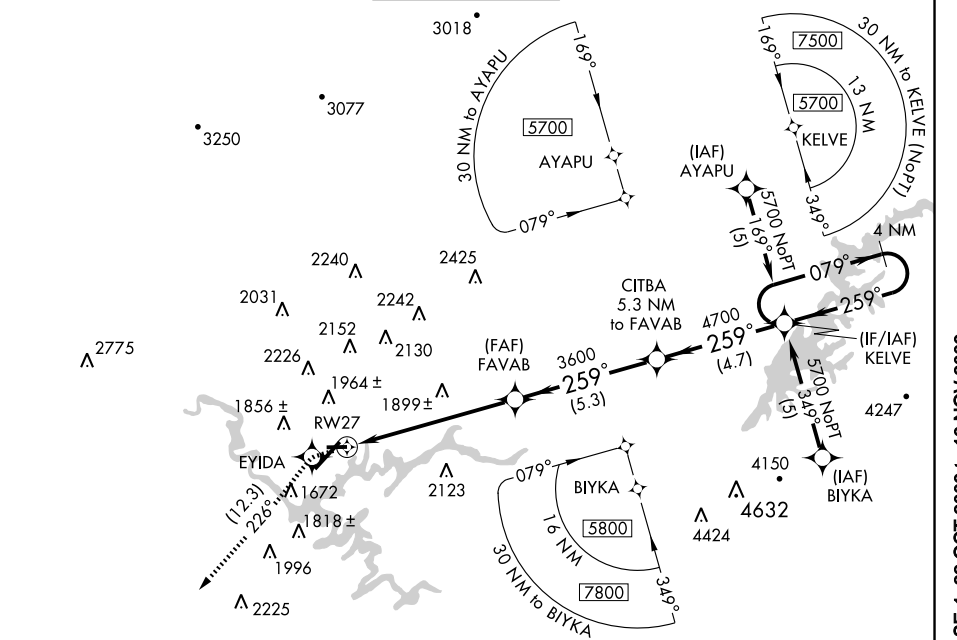 3018
3077
3250
30 NM to AYAPU
169°
5700
AYAPU
079°
169°
7500
5700
13 NM
30 NM to KELVE (NoPT)
KELVE
349°
(IAF)
AYAPU
5700 NoPT
169°
(5)
4 NM
079°
259°
2240
2425
2031
2242
2152
2130
2775
2226
1964 ±
1856 ±
1899 ±
CITBA
5.3 NM
to FAVAB
4700
259°
(4.7)
(IF/IAF)
KELVE
(FAF)
FAVAB
3600
259°
(5.3)
5700 NoPT
349°
(5)
4247
RW27
EYIDA
1672
1818 ±
1996
2225
(12.3)
226°
2123
079°
BIYKA
5800
16 NM
7800
30 NM to BIYKA
349°
4150
4632
4424
(IAF)
BIYKA